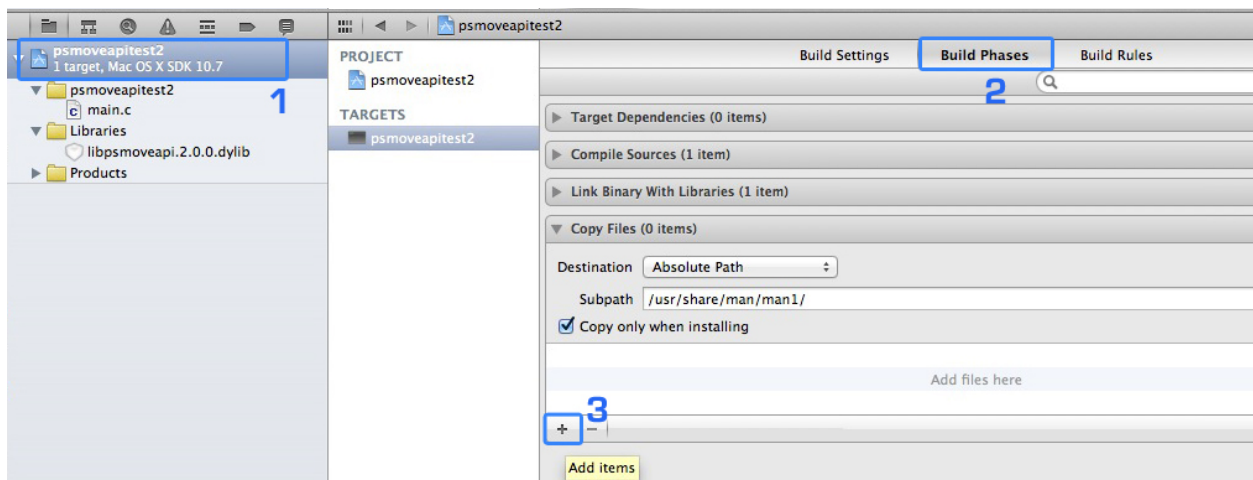 psmoveapitest2
psmoveapitest2
1 target, Mac OS X SDK 10.7
1
psmoveapitest2
main.c
Libraries
libpsmoveapi.2.0.0.dylib
Products
PROJECT
psmoveapitest2
TARGETS
psmoveapitest2
Build Settings
Build Phases
Build Rules
2
Target Dependencies (0 items)
Compile Sources (1 item)
Link Binary With Libraries (1 item)
Copy Files (0 items)
Destination Absolute Path
Subpath /usr/share/man/man1/
Copy only when installing
Add files here
3
+ −
Add items